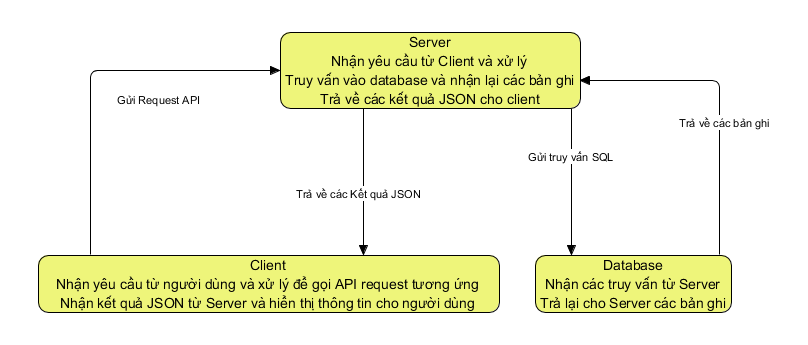 Server
Nhận yêu cầu từ Client và xử lý
Truy vấn vào database và nhận lại các bản ghi
Trả về các kết quả JSON cho client
Gửi Request API
Trả về các bản ghi
Gửi truy vấn SQL
Trả về các Kết quả JSON
Client
Nhận yêu cầu từ người dùng và xử lý để gọi API request tương ứng
Nhận kết quả JSON từ Server và hiển thị thông tin cho người dùng
Database
Nhận các truy vấn từ Server
Trả lại cho Server các bản ghi